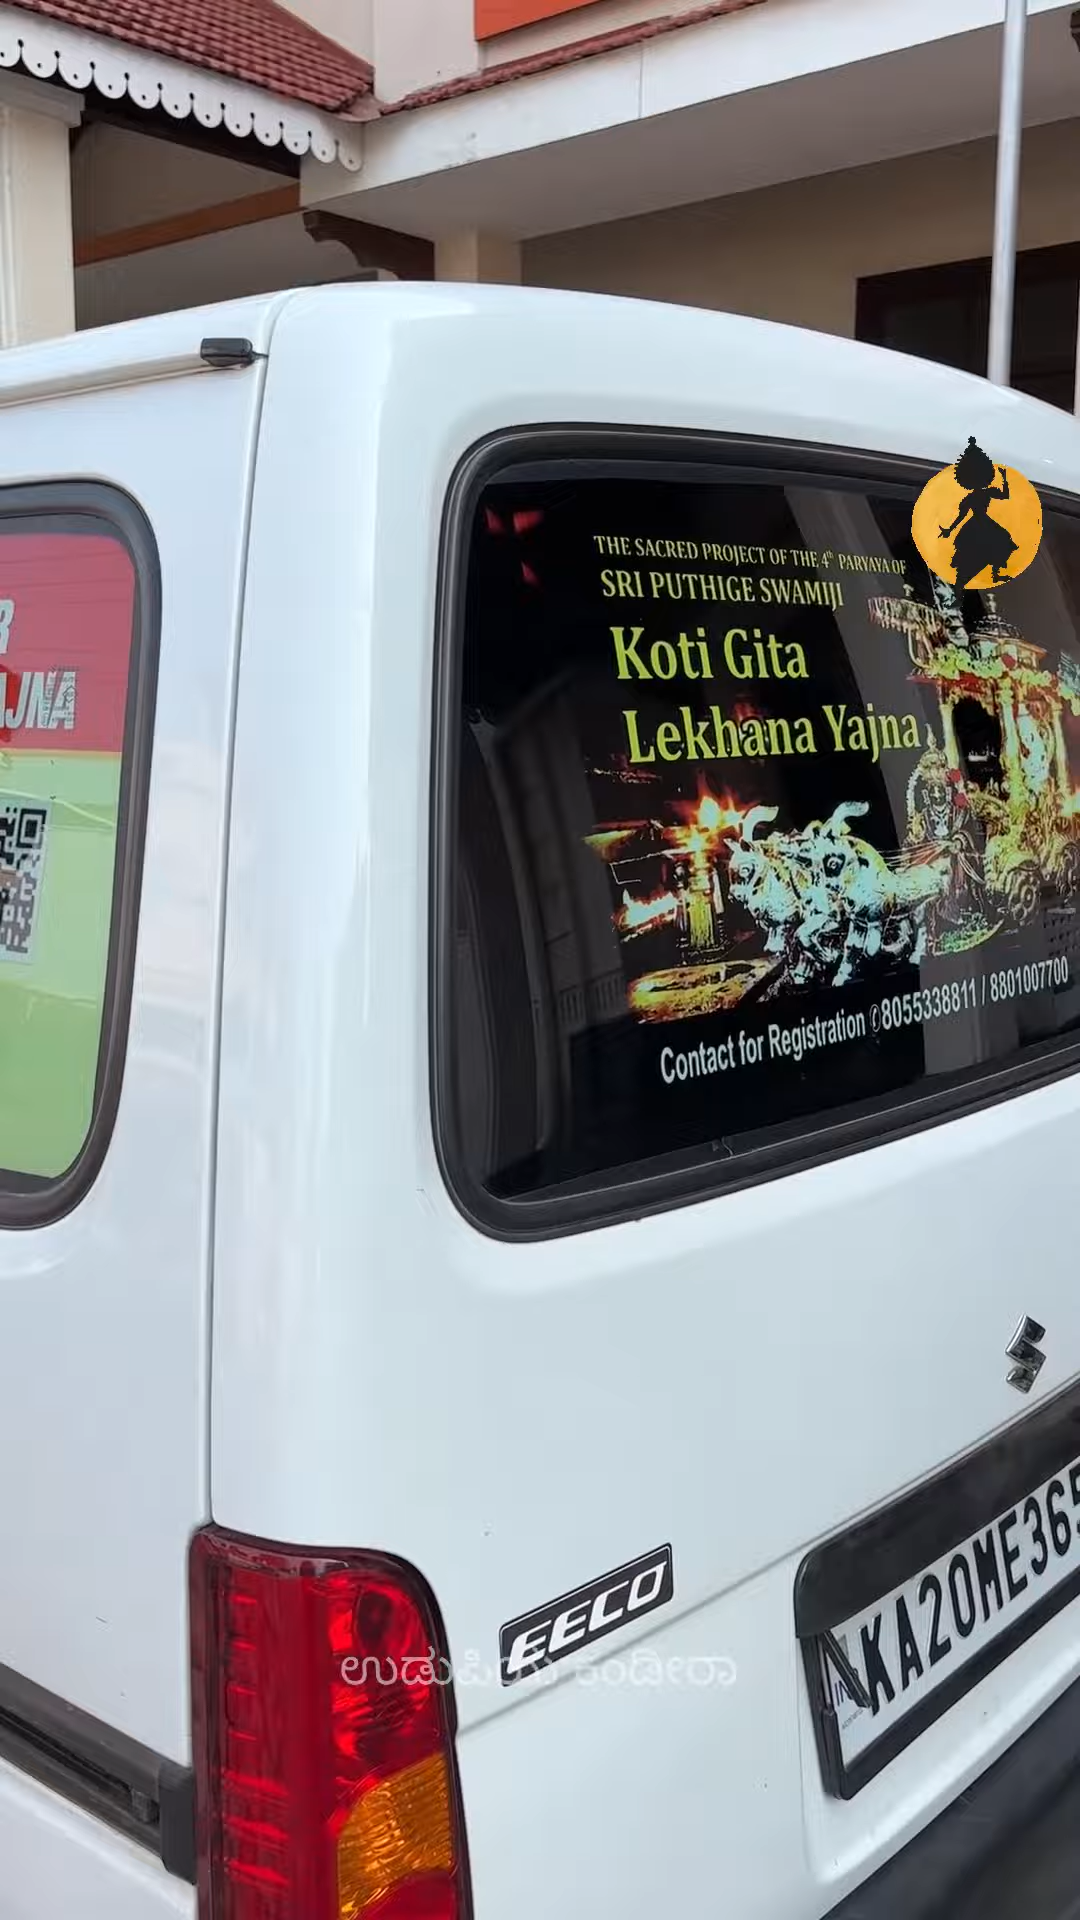 THE SACRED PROJECT OF THE 4th PARYAYA OF
SRI PUTHIGE SWAMIJI
Koti Gita
Lekhana Yajna
Contact for Registration ✆8055338811 / 8801007700
EECO
KA20ME365
IND
ಉಡುಪಿಯ ಕಂಡೀರಾ